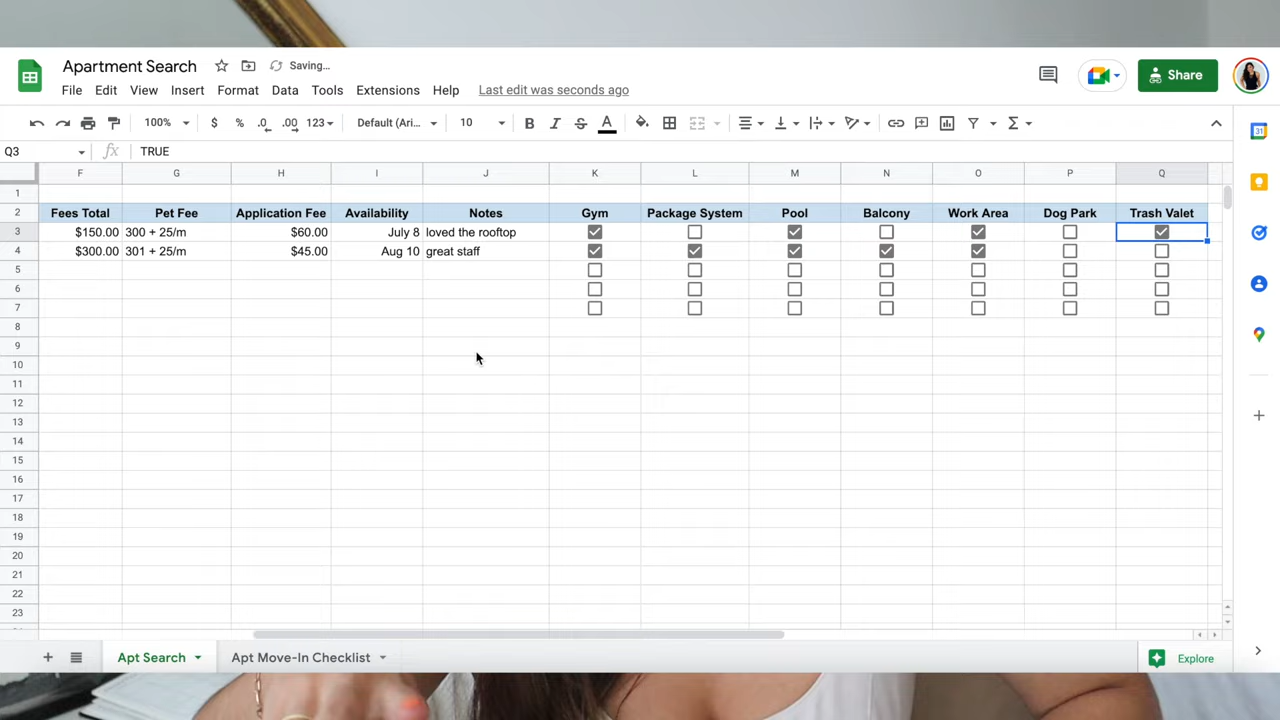 Apartment Search Saving…
File Edit View Insert Format Data Tools Extensions Help Last edit was seconds ago
Share
100% $ % .0 .00 123 Default (Ari... 10 B I S A
31
Q3 fx TRUE
F G H I J K L M N O P Q
1
2 Fees Total Pet Fee Application Fee Availability Notes Gym Package System Pool Balcony Work Area Dog Park Trash Valet
3 $150.00 300 + 25/m $60.00 July 8 loved the rooftop
4 $300.00 301 + 25/m $45.00 Aug 10 great staff
5
6
7
8
9
10
11
12
13
14
15
16
17
18
19
20
21
22
23
Apt Search Apt Move-In Checklist Explore